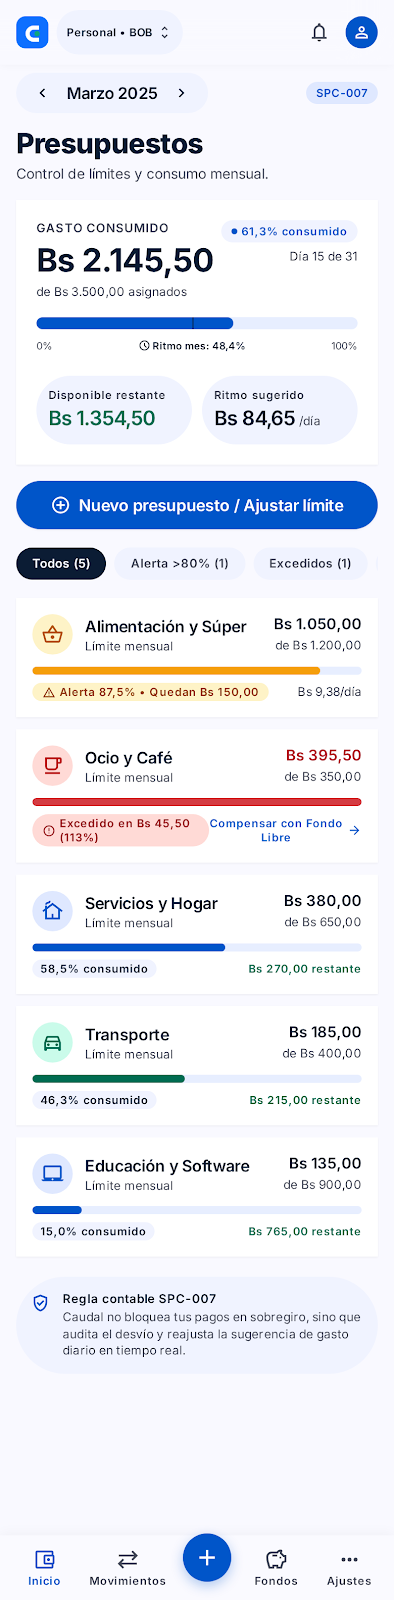 Personal • BOB
Marzo 2025
SPC-007
Presupuestos
Control de límites y consumo mensual.
GASTO CONSUMIDO
61,3% consumido
Bs 2.145,50
Día 15 de 31
de Bs 3.500,00 asignados
0%
Ritmo mes: 48,4%
100%
Disponible restante
Bs 1.354,50
Ritmo sugerido
Bs 84,65 /día
Nuevo presupuesto / Ajustar límite
Todos (5)
Alerta >80% (1)
Excedidos (1)
Alimentación y Súper
Bs 1.050,00
Límite mensual
de Bs 1.200,00
Alerta 87,5% • Quedan Bs 150,00
Bs 9,38/día
Ocio y Café
Bs 395,50
Límite mensual
de Bs 350,00
Excedido en Bs 45,50
(113%)
Compensar con Fondo
Libre
Servicios y Hogar
Bs 380,00
Límite mensual
de Bs 650,00
58,5% consumido
Bs 270,00 restante
Transporte
Bs 185,00
Límite mensual
de Bs 400,00
46,3% consumido
Bs 215,00 restante
Educación y Software
Bs 135,00
Límite mensual
de Bs 900,00
15,0% consumido
Bs 765,00 restante
Regla contable SPC-007
Caudal no bloquea tus pagos en sobregiro, sino que
audita el desvío y reajusta la sugerencia de gasto
diario en tiempo real.
Inicio
Movimientos
Fondos
Ajustes